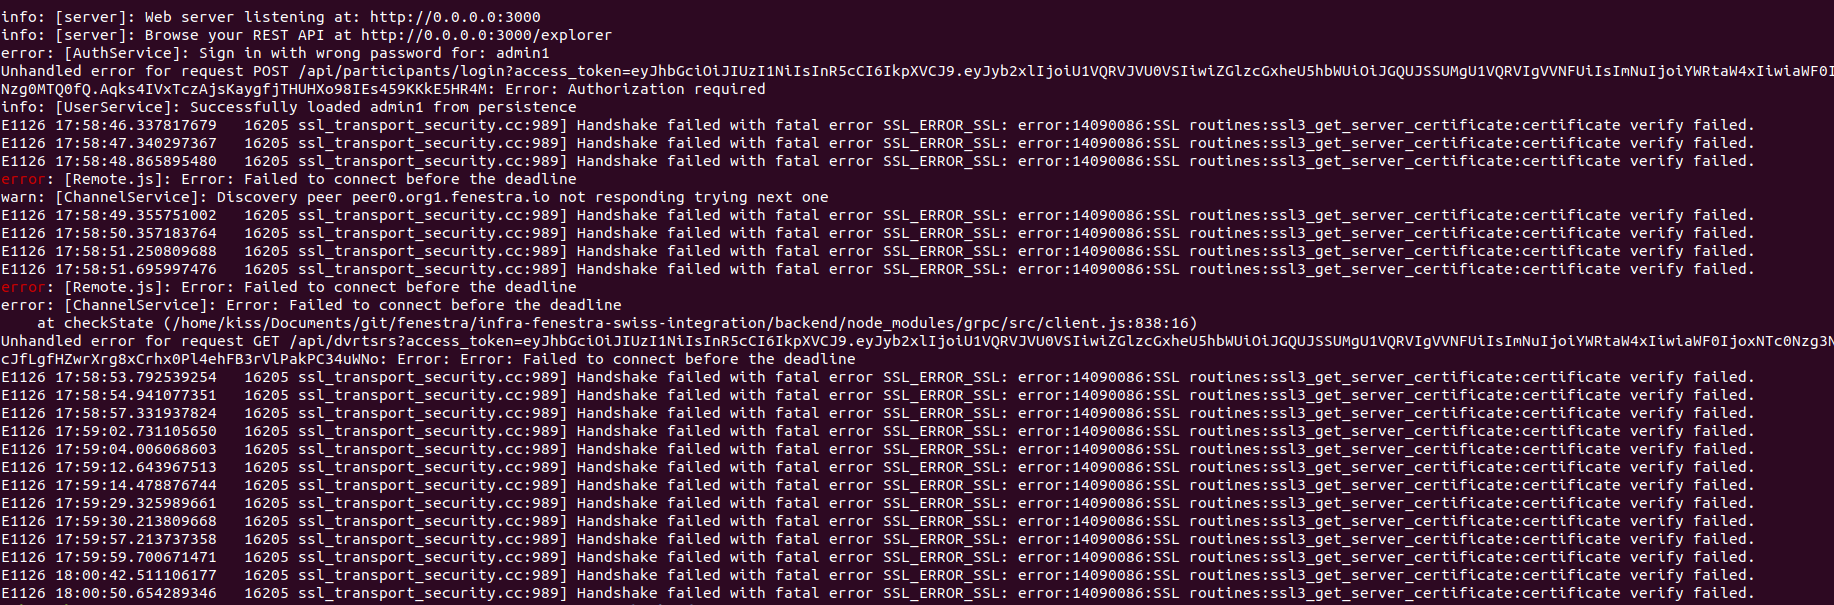 info: [server]: Web server listening at: http://0.0.0.0:3000
info: [server]: Browse your REST API at http://0.0.0.0:3000/explorer
error: [AuthService]: Sign in with wrong password for: admin1
Unhandled error for request POST /api/participants/login?access_token=eyJhbGciOiJIUzI1NiIsInR5cCI6IkpXVCJ9.eyJyb2xlIjoiU1VQRVJVU0VSIiwiZGlzcGxheU5hbWUiOiJGQUJSSUMgU1VQRVIgVVNFUiIsImNuIjoiYWRtaW4xIiwiaWF0I
Nzg0MTQ0fQ.Aqks4IVxTczAjsKaygfjTHUHXo98IEs459KKkE5HR4M: Error: Authorization required
info: [UserService]: Successfully loaded admin1 from persistence
E1126 17:58:46.337817679   16205 ssl_transport_security.cc:989] Handshake failed with fatal error SSL_ERROR_SSL: error:14090086:SSL routines:ssl3_get_server_certificate:certificate verify failed.
E1126 17:58:47.340297367   16205 ssl_transport_security.cc:989] Handshake failed with fatal error SSL_ERROR_SSL: error:14090086:SSL routines:ssl3_get_server_certificate:certificate verify failed.
E1126 17:58:48.865895480   16205 ssl_transport_security.cc:989] Handshake failed with fatal error SSL_ERROR_SSL: error:14090086:SSL routines:ssl3_get_server_certificate:certificate verify failed.
error: [Remote.js]: Error: Failed to connect before the deadline
warn: [ChannelService]: Discovery peer peer0.org1.fenestra.io not responding trying next one
E1126 17:58:49.355751002   16205 ssl_transport_security.cc:989] Handshake failed with fatal error SSL_ERROR_SSL: error:14090086:SSL routines:ssl3_get_server_certificate:certificate verify failed.
E1126 17:58:50.357183764   16205 ssl_transport_security.cc:989] Handshake failed with fatal error SSL_ERROR_SSL: error:14090086:SSL routines:ssl3_get_server_certificate:certificate verify failed.
E1126 17:58:51.250809688   16205 ssl_transport_security.cc:989] Handshake failed with fatal error SSL_ERROR_SSL: error:14090086:SSL routines:ssl3_get_server_certificate:certificate verify failed.
E1126 17:58:51.695997476   16205 ssl_transport_security.cc:989] Handshake failed with fatal error SSL_ERROR_SSL: error:14090086:SSL routines:ssl3_get_server_certificate:certificate verify failed.
error: [Remote.js]: Error: Failed to connect before the deadline
error: [ChannelService]: Error: Failed to connect before the deadline
    at checkState (/home/kiss/Documents/git/fenestra/infra-fenestra-swiss-integration/backend/node_modules/grpc/src/client.js:838:16)
Unhandled error for request GET /api/dvrtsrs?access_token=eyJhbGciOiJIUzI1NiIsInR5cCI6IkpXVCJ9.eyJyb2xlIjoiU1VQRVJVU0VSIiwiZGlzcGxheU5hbWUiOiJGQUJSSUMgU1VQRVIgVVNFUiIsImNuIjoiYWRtaW4xIiwiaWF0IjoxNTc0Nzg3N
cJfLgfHZwrXrg8xCrhx0Pl4ehFB3rVlPakPC34uWNo: Error: Error: Failed to connect before the deadline
E1126 17:58:53.792539254   16205 ssl_transport_security.cc:989] Handshake failed with fatal error SSL_ERROR_SSL: error:14090086:SSL routines:ssl3_get_server_certificate:certificate verify failed.
E1126 17:58:54.941077351   16205 ssl_transport_security.cc:989] Handshake failed with fatal error SSL_ERROR_SSL: error:14090086:SSL routines:ssl3_get_server_certificate:certificate verify failed.
E1126 17:58:57.331937824   16205 ssl_transport_security.cc:989] Handshake failed with fatal error SSL_ERROR_SSL: error:14090086:SSL routines:ssl3_get_server_certificate:certificate verify failed.
E1126 17:59:02.731105650   16205 ssl_transport_security.cc:989] Handshake failed with fatal error SSL_ERROR_SSL: error:14090086:SSL routines:ssl3_get_server_certificate:certificate verify failed.
E1126 17:59:04.006068603   16205 ssl_transport_security.cc:989] Handshake failed with fatal error SSL_ERROR_SSL: error:14090086:SSL routines:ssl3_get_server_certificate:certificate verify failed.
E1126 17:59:12.643967513   16205 ssl_transport_security.cc:989] Handshake failed with fatal error SSL_ERROR_SSL: error:14090086:SSL routines:ssl3_get_server_certificate:certificate verify failed.
E1126 17:59:14.478876744   16205 ssl_transport_security.cc:989] Handshake failed with fatal error SSL_ERROR_SSL: error:14090086:SSL routines:ssl3_get_server_certificate:certificate verify failed.
E1126 17:59:29.325989661   16205 ssl_transport_security.cc:989] Handshake failed with fatal error SSL_ERROR_SSL: error:14090086:SSL routines:ssl3_get_server_certificate:certificate verify failed.
E1126 17:59:30.213809668   16205 ssl_transport_security.cc:989] Handshake failed with fatal error SSL_ERROR_SSL: error:14090086:SSL routines:ssl3_get_server_certificate:certificate verify failed.
E1126 17:59:57.213737358   16205 ssl_transport_security.cc:989] Handshake failed with fatal error SSL_ERROR_SSL: error:14090086:SSL routines:ssl3_get_server_certificate:certificate verify failed.
E1126 17:59:59.700671471   16205 ssl_transport_security.cc:989] Handshake failed with fatal error SSL_ERROR_SSL: error:14090086:SSL routines:ssl3_get_server_certificate:certificate verify failed.
E1126 18:00:42.511106177   16205 ssl_transport_security.cc:989] Handshake failed with fatal error SSL_ERROR_SSL: error:14090086:SSL routines:ssl3_get_server_certificate:certificate verify failed.
E1126 18:00:50.654289346   16205 ssl_transport_security.cc:989] Handshake failed with fatal error SSL_ERROR_SSL: error:14090086:SSL routines:ssl3_get_server_certificate:certificate verify failed.